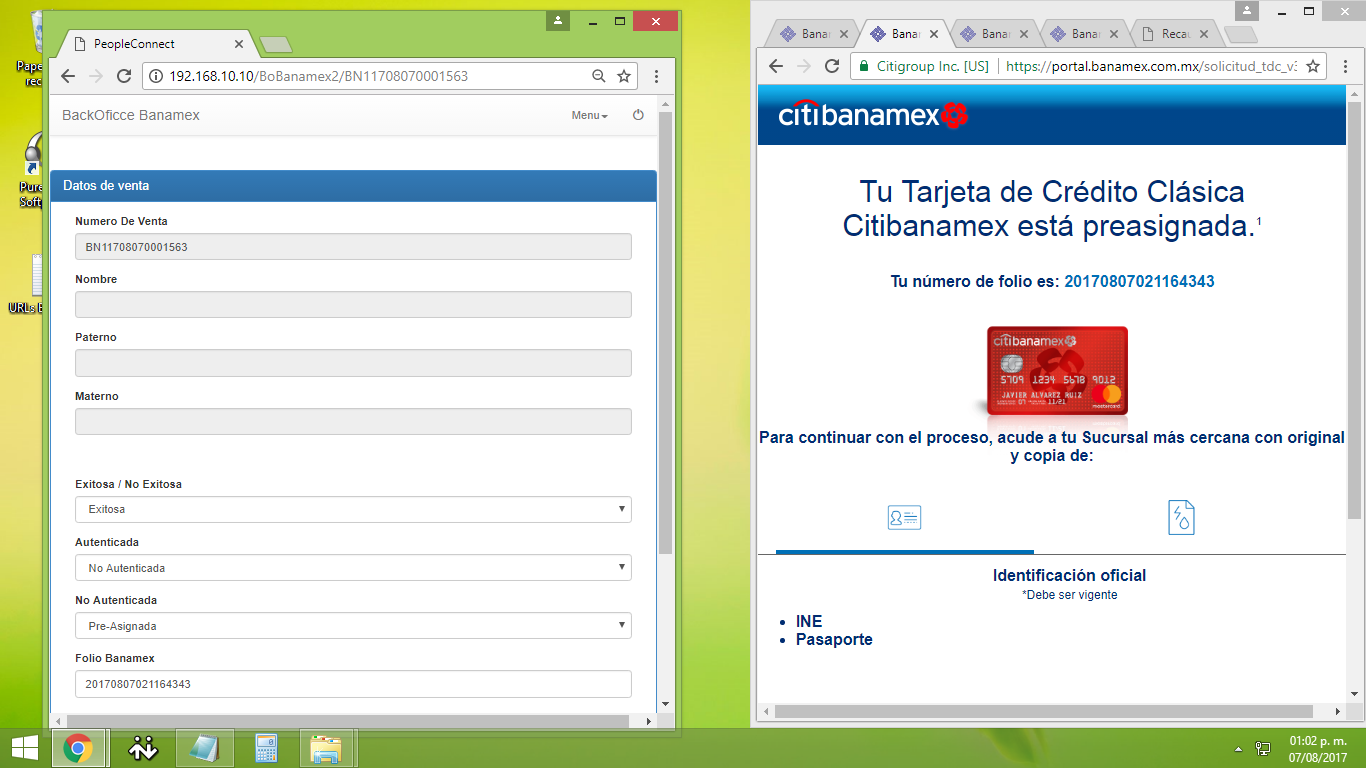 Pape
rec
Pure
Soft
URLs B
PeopleConnect
192.168.10.10/BoBanamex2/BN11708070001563
BackOficce Banamex
Menu
Datos de venta
Numero De Venta
BN11708070001563
Nombre
Paterno
Materno
Exitosa / No Exitosa
Exitosa
Autenticada
No Autenticada
No Autenticada
Pre-Asignada
Folio Banamex
20170807021164343
Banar
Banar
Banar
Banar
Recau
Citigroup Inc. [US]
https://portal.banamex.com.mx/solicitud_tdc_v3
citibanamex
Tu Tarjeta de Crédito Clásica
Citibanamex está preasignada.¹
Tu número de folio es: 20170807021164343
citibanamex
5709 1234 5678 9012
JAVIER ALVAREZ RUIZ
mastercard
Para continuar con el proceso, acude a tu Sucursal más cercana con original
y copia de:
Identificación oficial
*Debe ser vigente
• INE
• Pasaporte
01:02 p. m.
07/08/2017